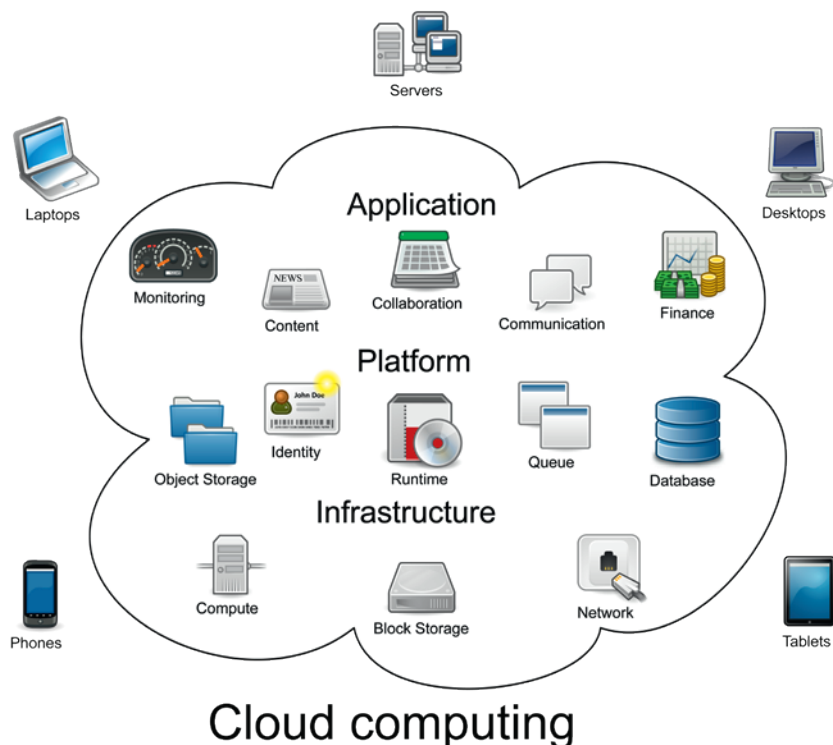 Servers
Laptops
Desktops
Application
Monitoring
NEWS
Content
Collaboration
Communication
Finance
Platform
John Doe
Object Storage
Identity
Runtime
Queue
Database
Infrastructure
Compute
Block Storage
Network
Phones
Tablets
Cloud computing